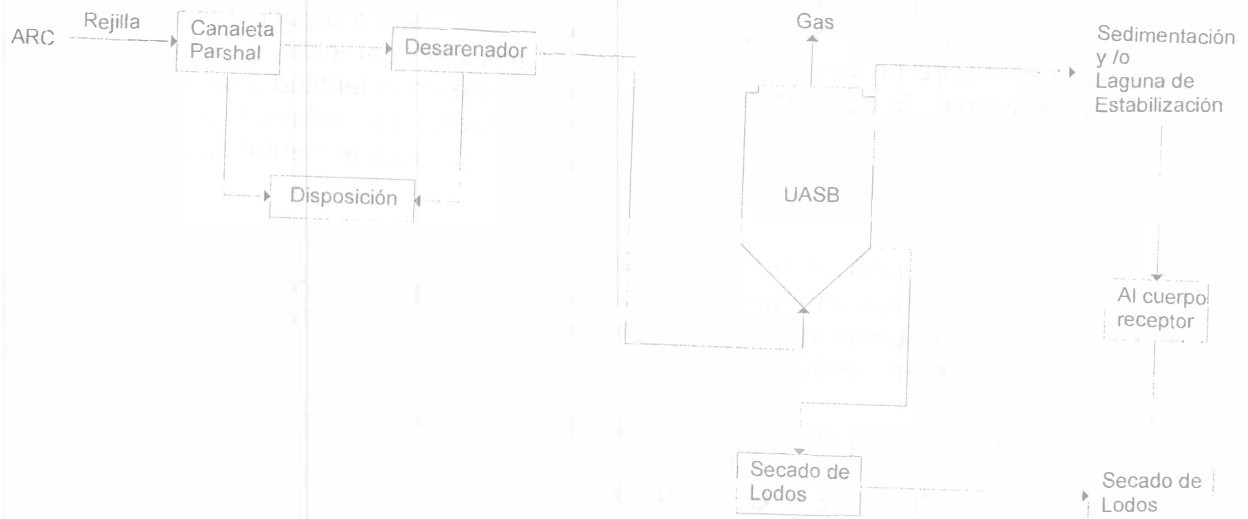 ARC
Rejilla
Canaleta
Parshal
Desarenador
Disposición
Gas
UASB
Sedimentación
y /o
Laguna de
Estabilización
Al cuerpo
receptor
Secado de
Lodos
Secado de
Lodos